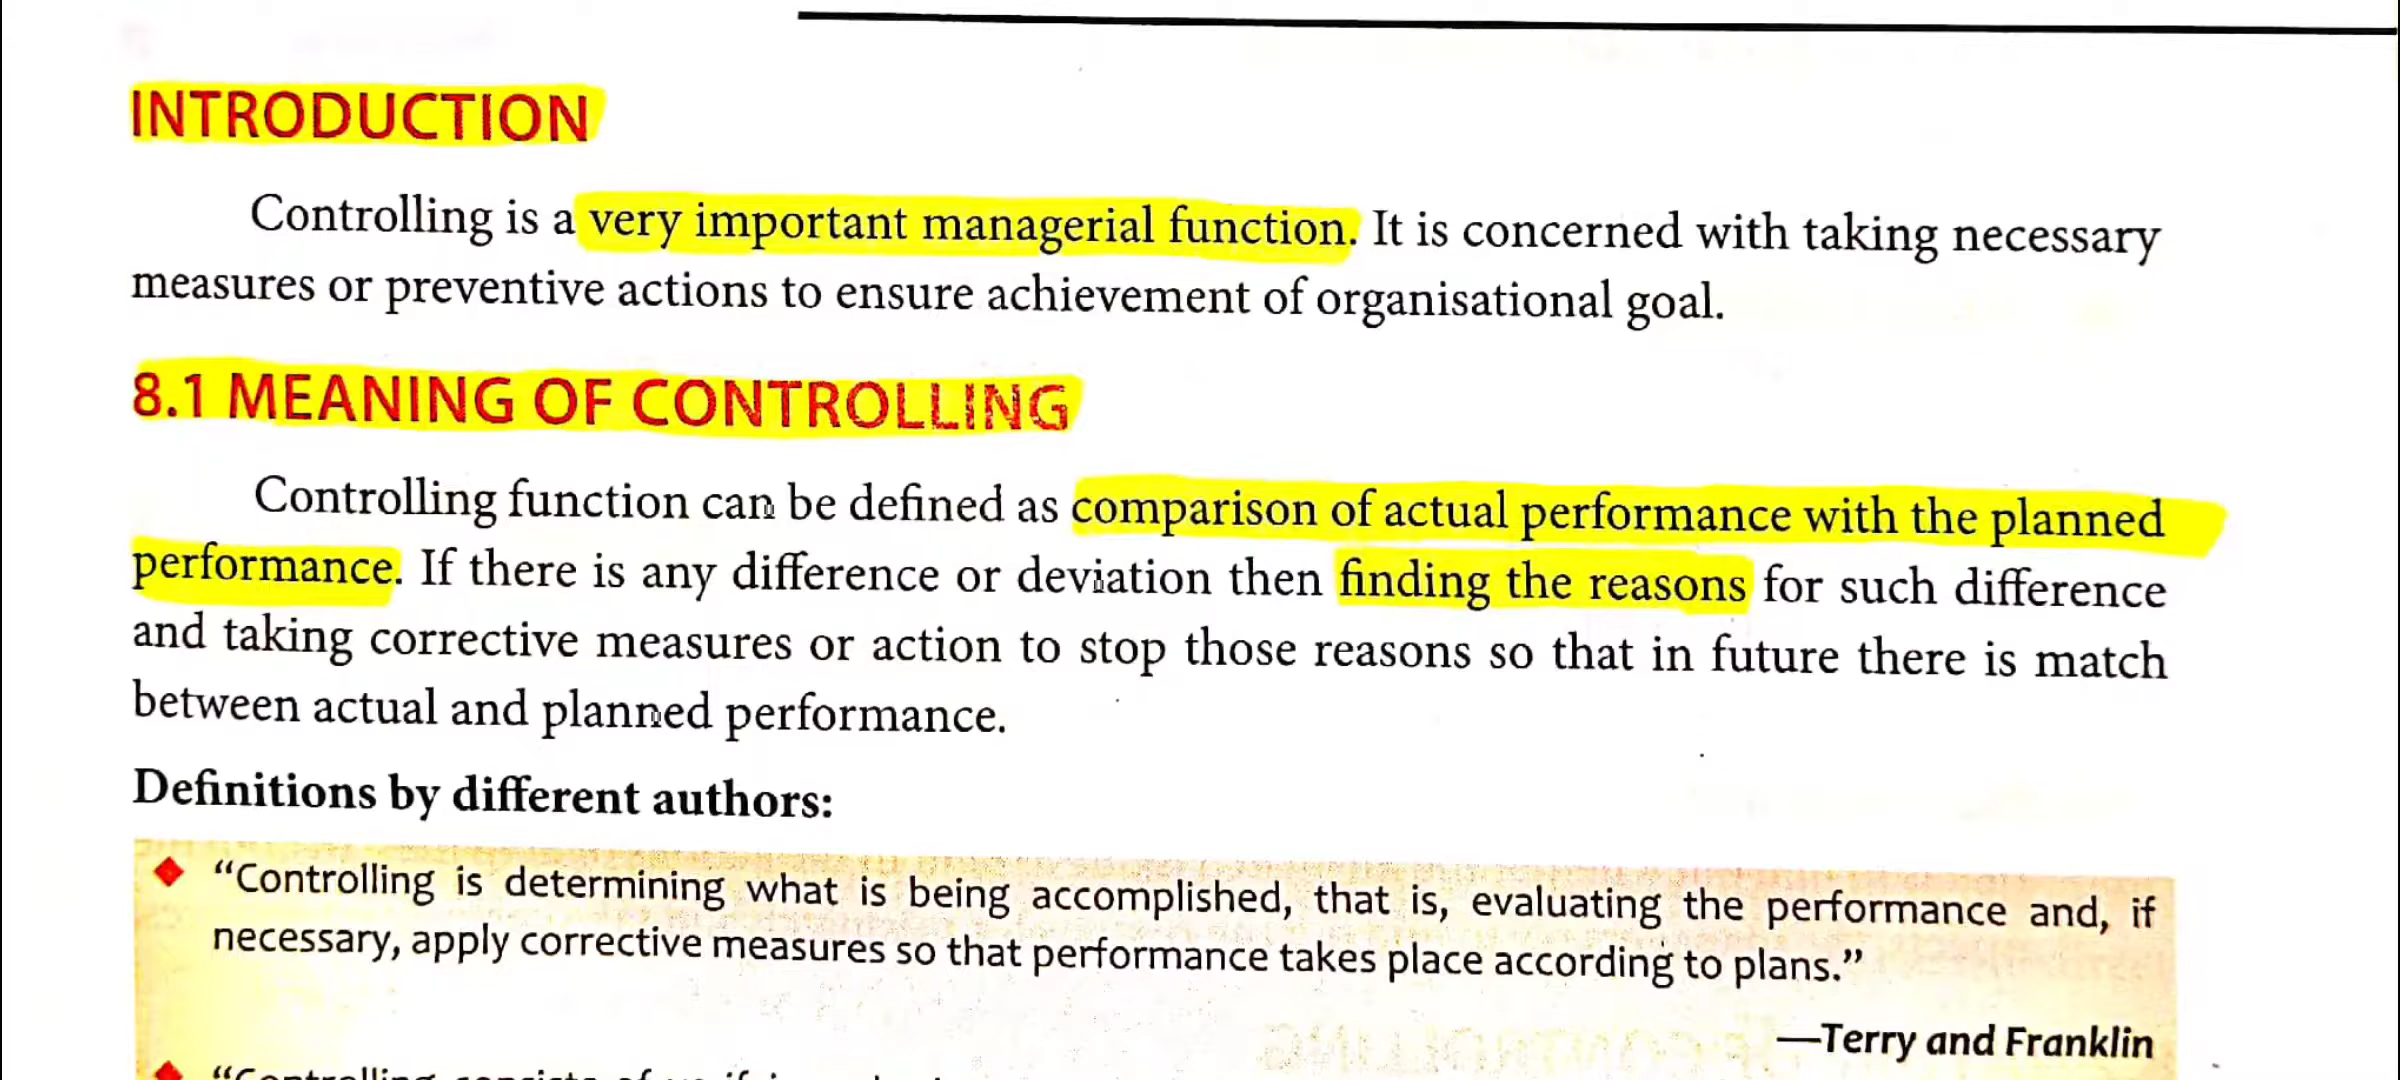 INTRODUCTION
Controlling is a very important managerial function. It is concerned with taking necessary
measures or preventive actions to ensure achievement of organisational goal.
8.1 MEANING OF CONTROLLING
Controlling function can be defined as comparison of actual performance with the planned
performance. If there is any difference or deviation then finding the reasons for such difference
and taking corrective measures or action to stop those reasons so that in future there is match
between actual and planned performance.
Definitions by different authors:
“Controlling is determining what is being accomplished, that is, evaluating the performance and, if
necessary, apply corrective measures so that performance takes place according to plans.”
—Terry and Franklin
“Controlling consists of